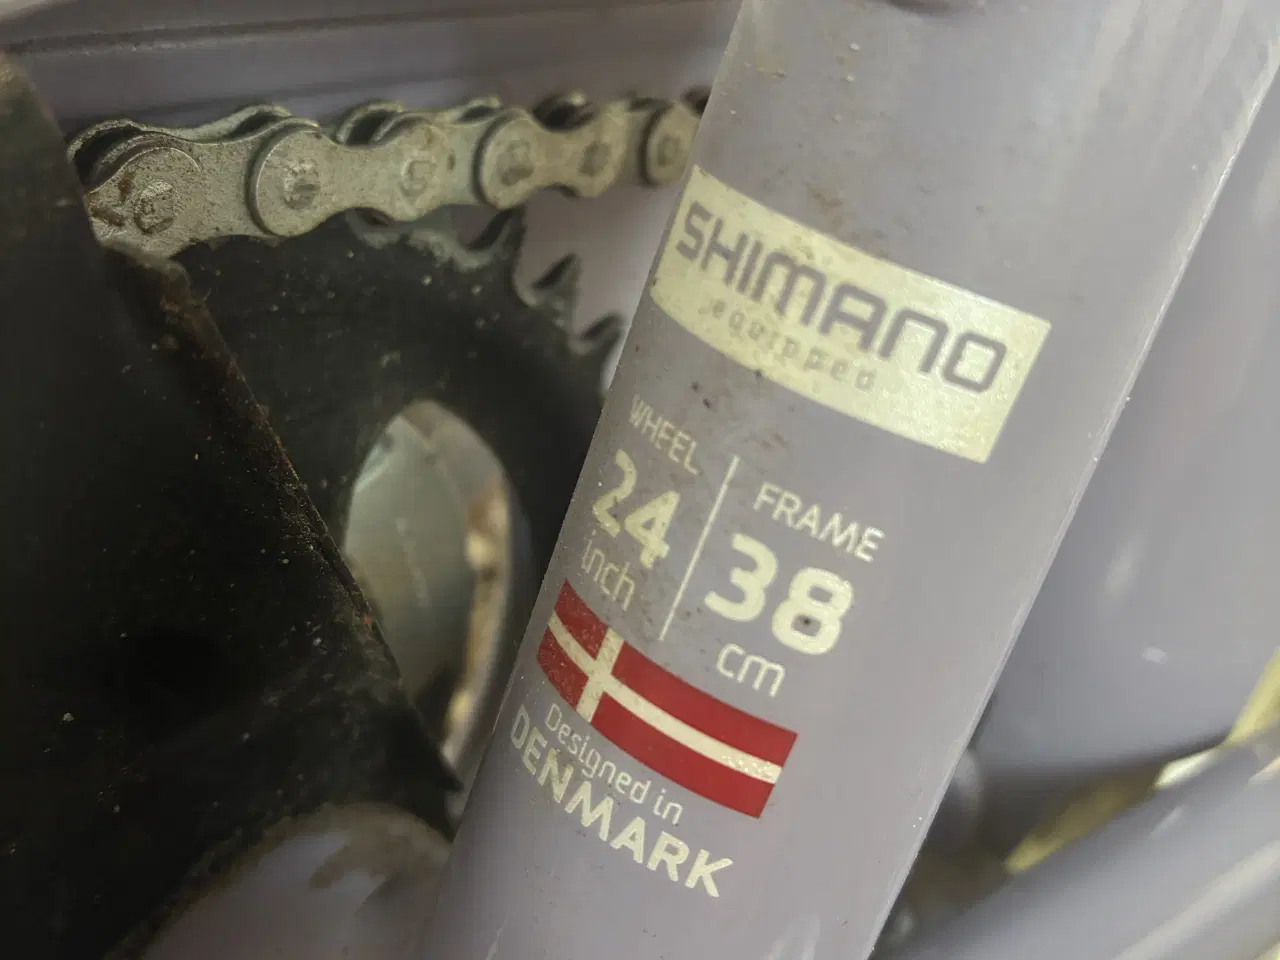 SHIMANO
equipped
WHEEL
24
inch
FRAME
38
cm
Designed in
DENMARK